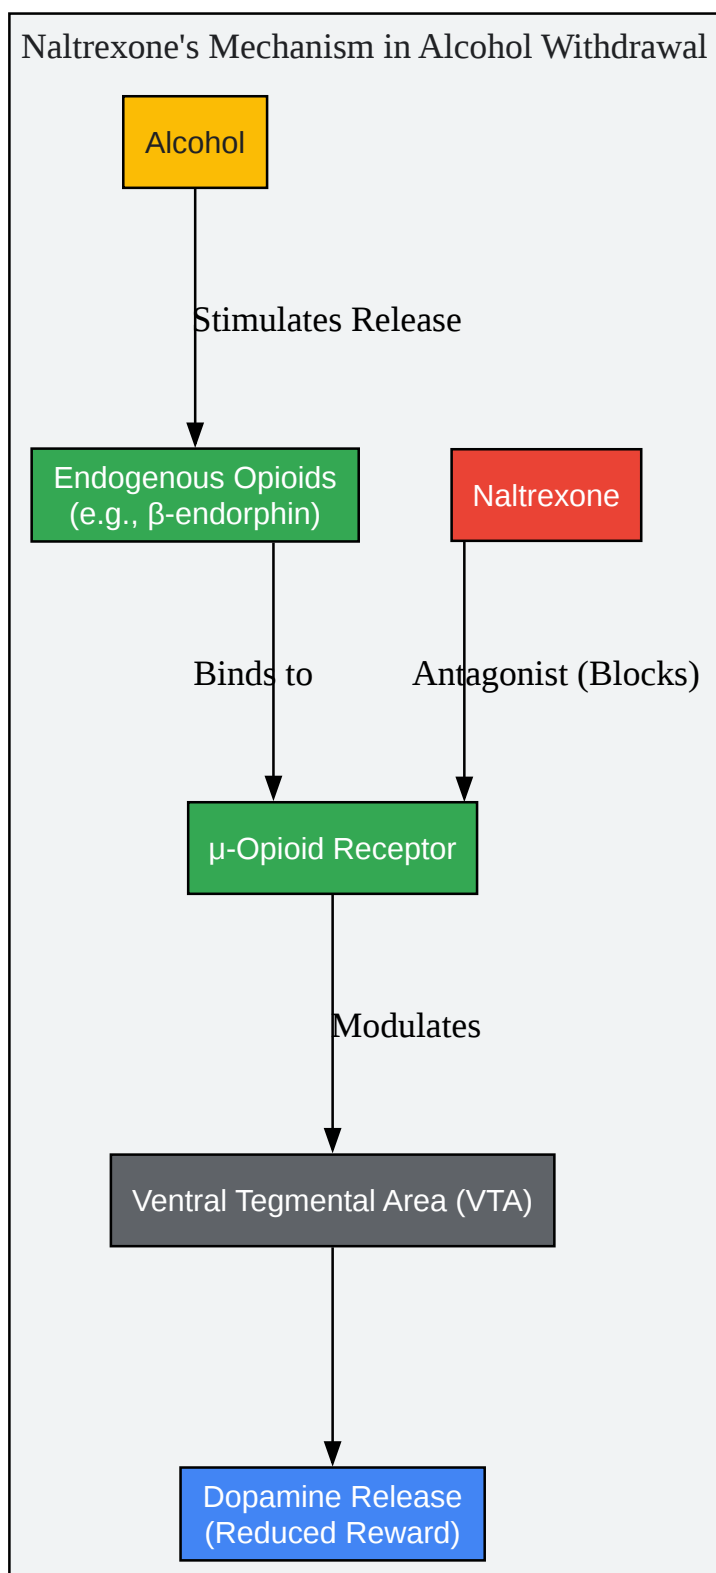 Naltrexone's Mechanism in Alcohol Withdrawal
Alcohol
Stimulates Release
Endogenous Opioids
(e.g., β-endorphin)
Naltrexone
Binds to
Antagonist (Blocks)
μ-Opioid Receptor
Modulates
Ventral Tegmental Area (VTA)
Dopamine Release
(Reduced Reward)